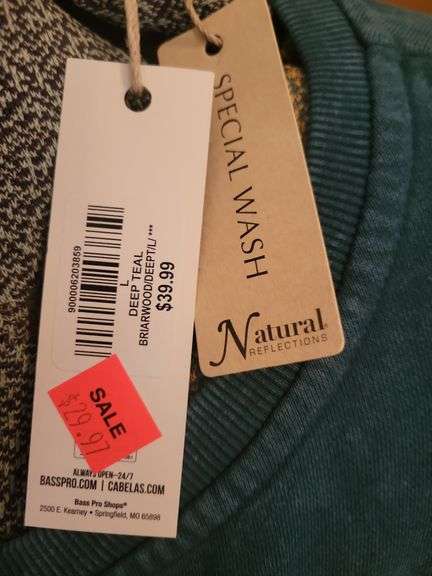 SPECIAL WASH
Natural
REFLECTIONS
900006203859
L
DEEP TEAL
BRIARWOOD/DEEPT/L/ ***
$39.99
SALE
$29.97
ALWAYS OPEN–24/7
BASSPRO.COM | CABELAS.COM
Bass Pro Shops®
2500 E. Kearney • Springfield, MO 65898